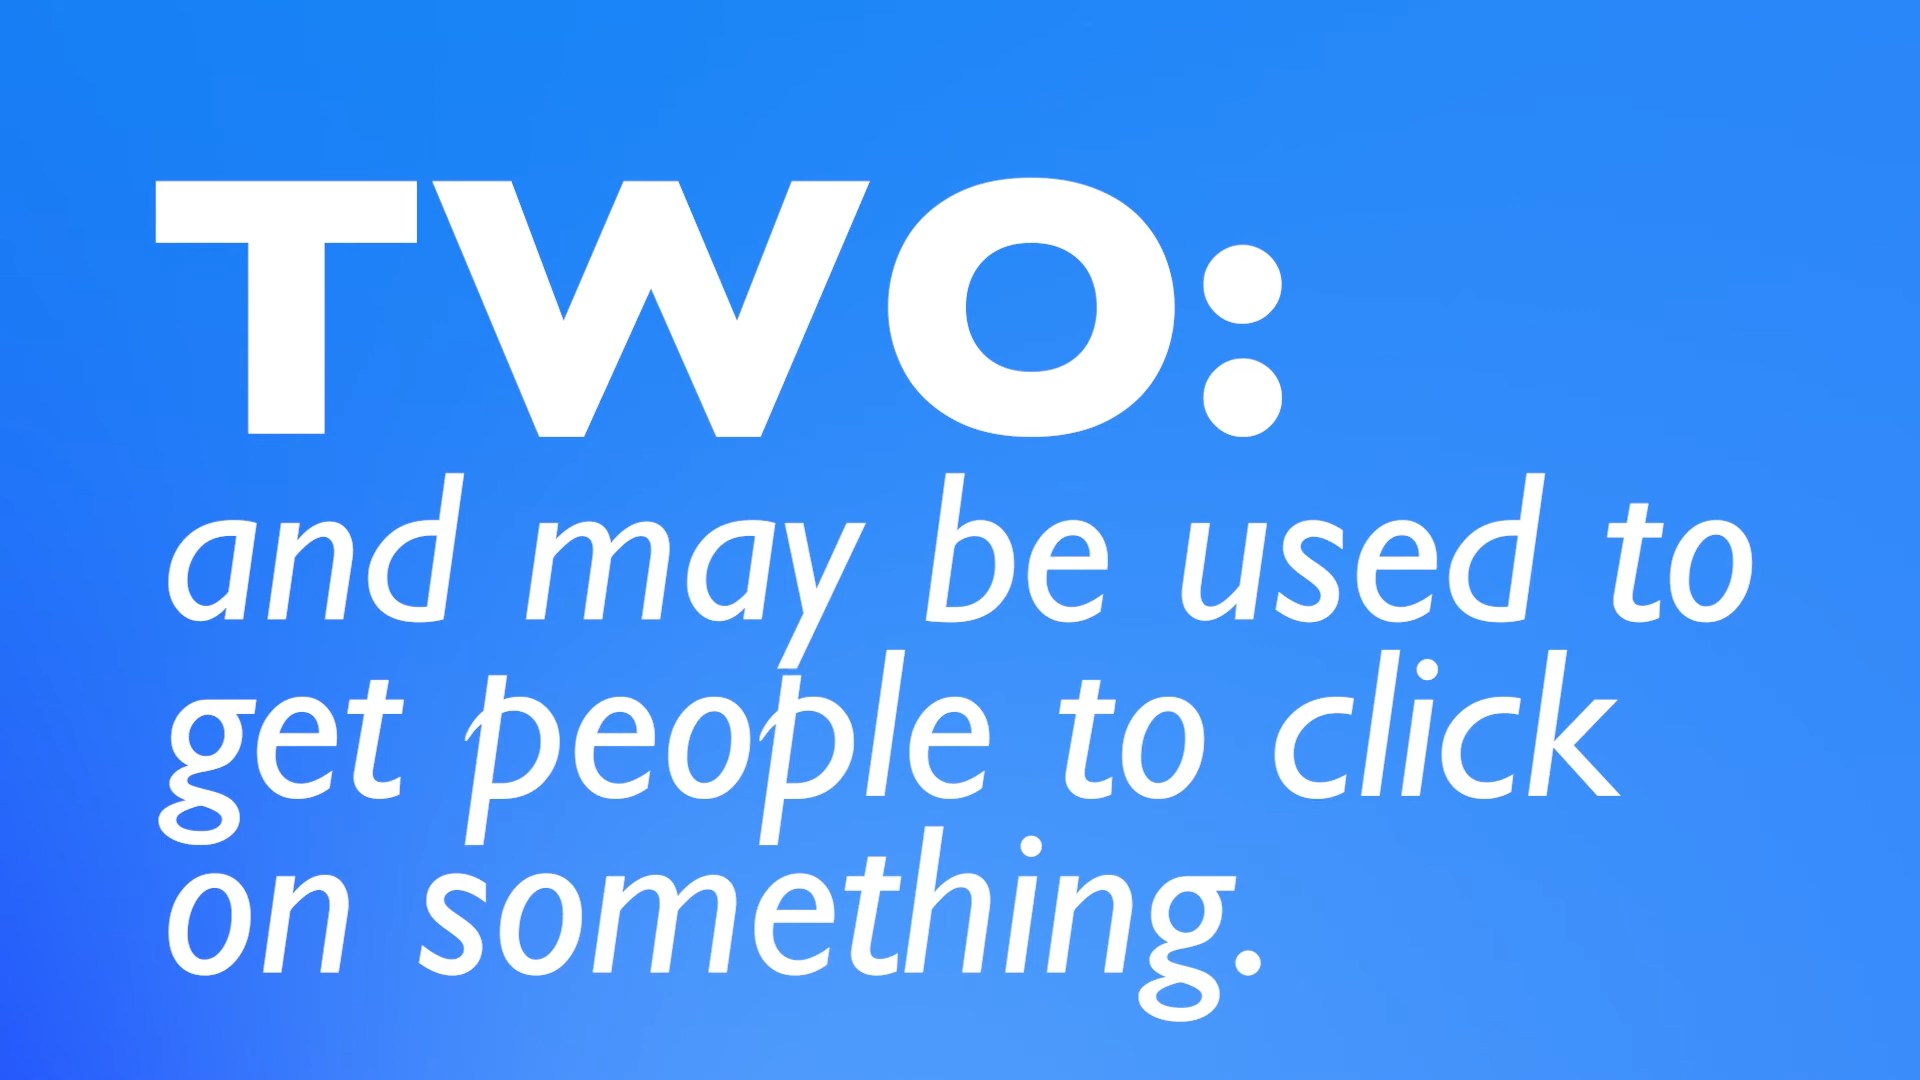 TWO:
and may be used to
get people to click
on something.